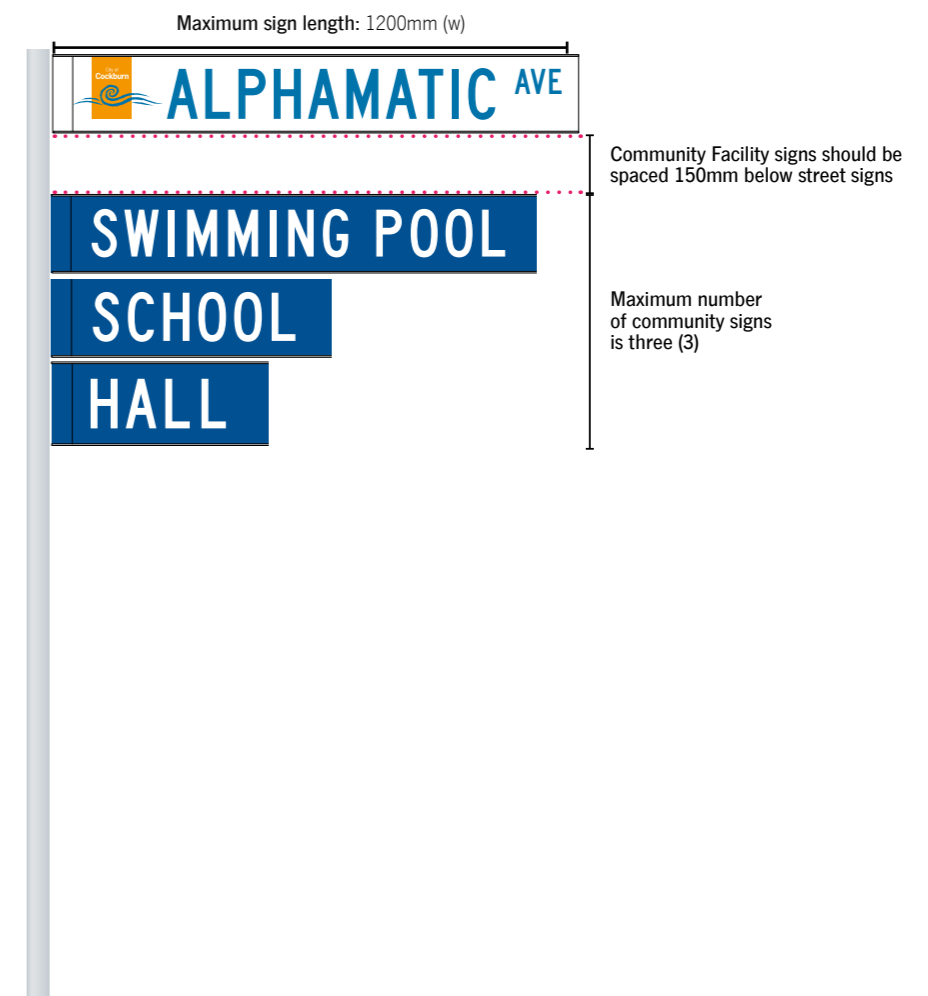 Maximum sign length: 1200mm (w)
City of
Cockburn
ALPHAMATIC AVE
Community Facility signs should be
spaced 150mm below street signs
SWIMMING POOL
SCHOOL
HALL
Maximum number
of community signs
is three (3)